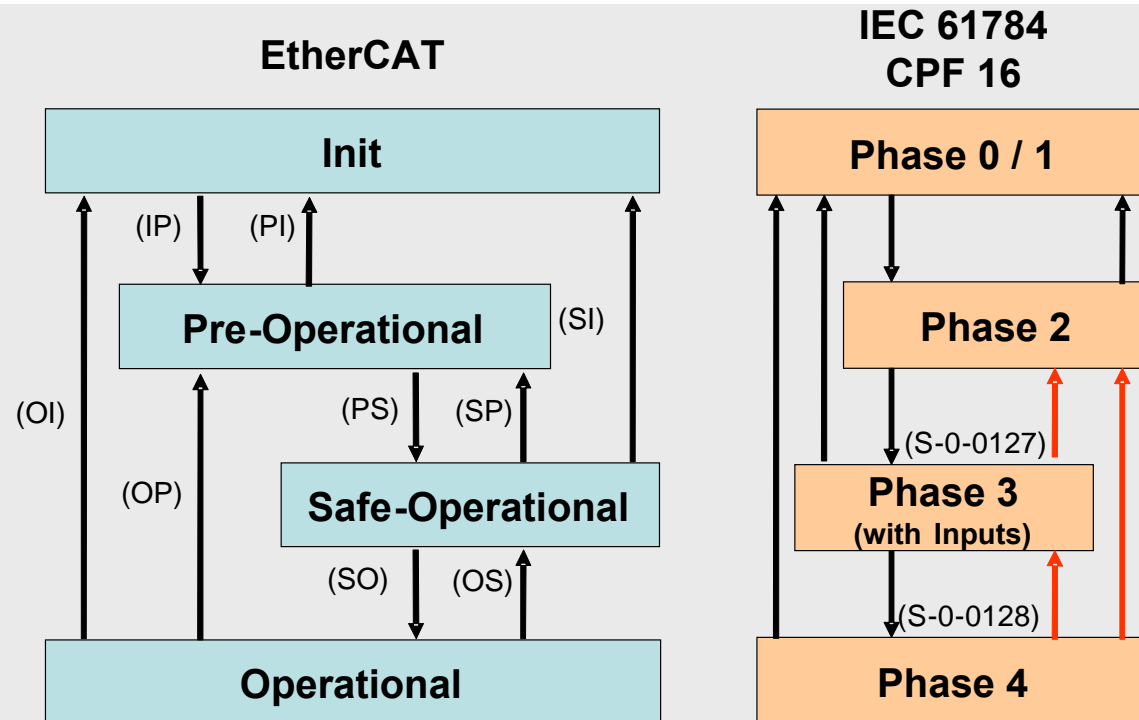 EtherCAT
IEC 61784
CPF 16
Init
Phase 0 / 1
(IP)
(PI)
Pre-Operational
(SI)
Phase 2
(OI)
(PS)
(SP)
(S-0-0127)
(OP)
Safe-Operational
Phase 3
(with Inputs)
(SO)
(OS)
(S-0-0128)
Operational
Phase 4